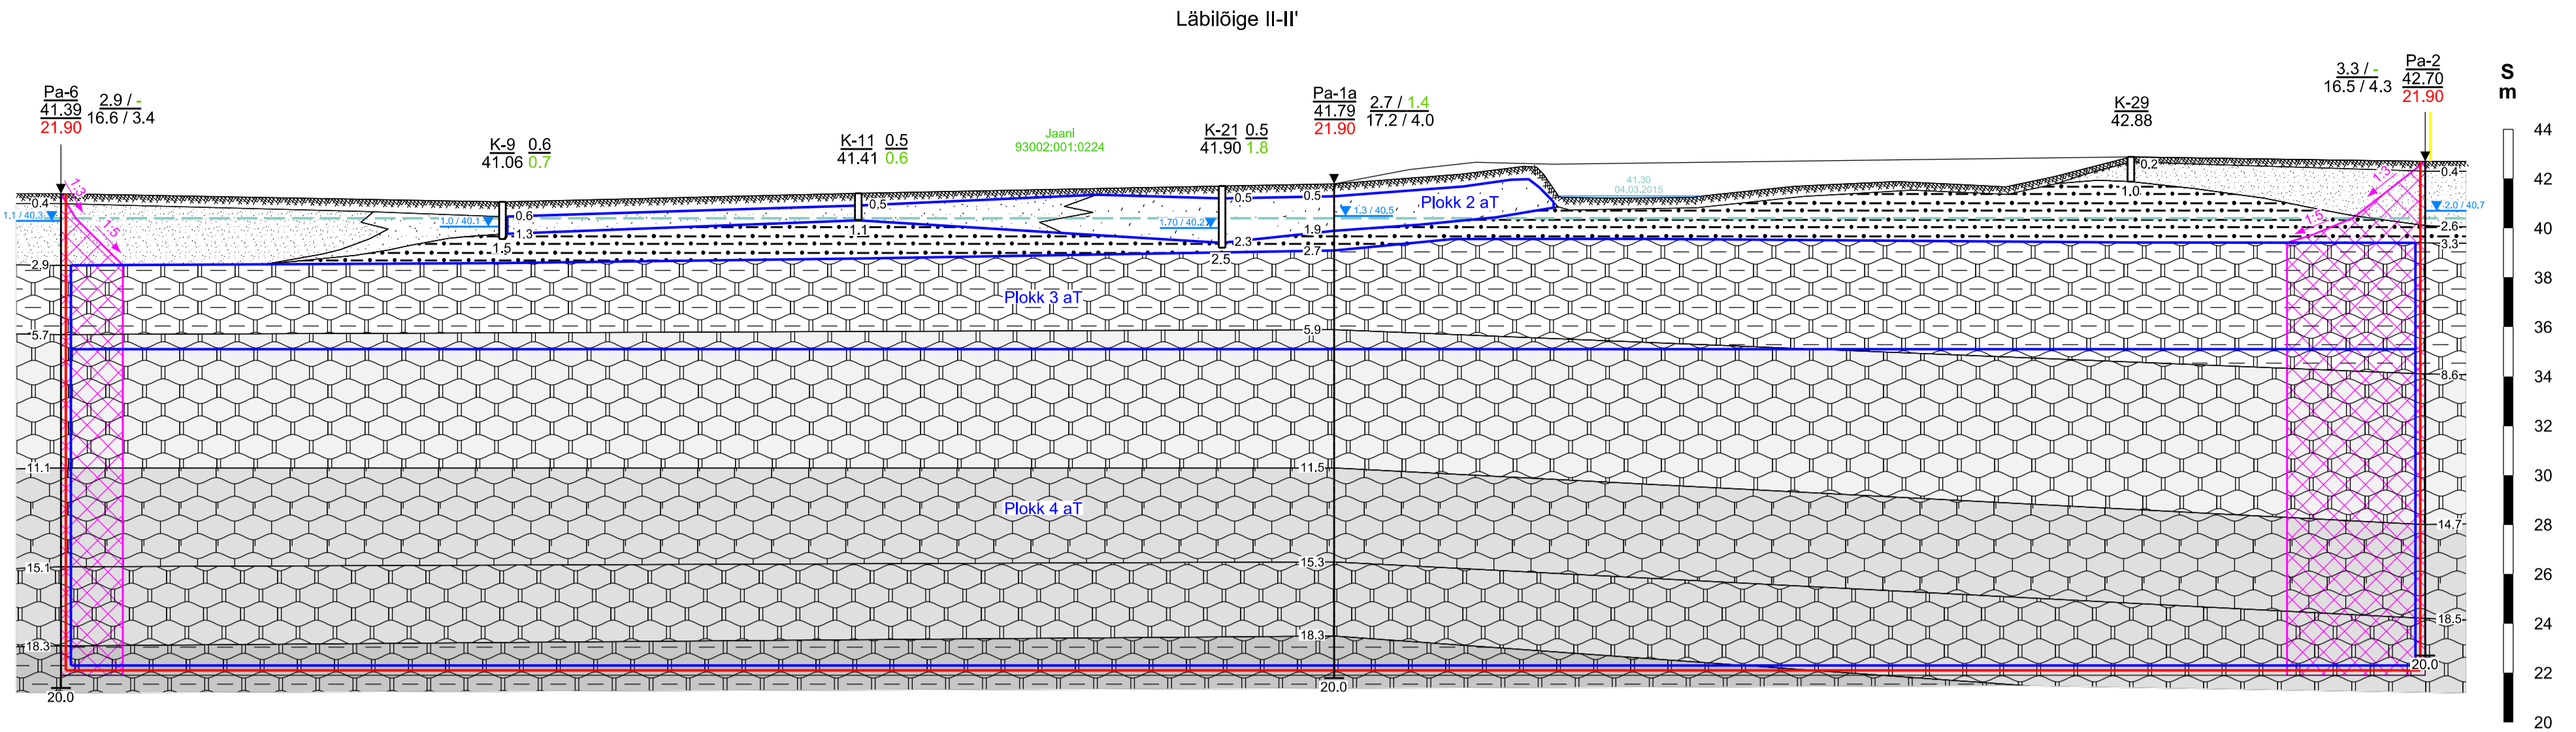 Läbilõige II-II'
Pa-6
41.39
21.90
2.9 / -
16.6 / 3.4
K-9 0.6
41.06 0.7
K-11 0.5
41.41 0.6
Jaani
93002:001:0224
K-21 0.5
41.90 1.8
Pa-1a
41.79
21.90
2.7 / 1.4
17.2 / 4.0
K-29
42.88
3.3 / -
16.5 / 4.3
Pa-2
42.70
21.90
S
m
44
42
40
38
36
34
32
30
28
26
24
22
20
1:3
1:5
1.1 / 40,3
0.4
2.9
5.7
11.1
15.1
18.3
20.0
1.0 / 40.1
0.6
1.3
1.5
0.5
1.1
1.70 / 40.2
0.5
2.3
2.5
0.5
1.9
2.7
5.9
11.5
15.3
18.3
20.0
1.3 / 40.5
Plokk 2 aT
41.30
04.03.2015
0.2
1.0
1:3
1:5
0.4
2.0 / 40.7
2.6
3.3
8.6
14.7
18.5
20.0
Plokk 3 aT
Plokk 4 aT